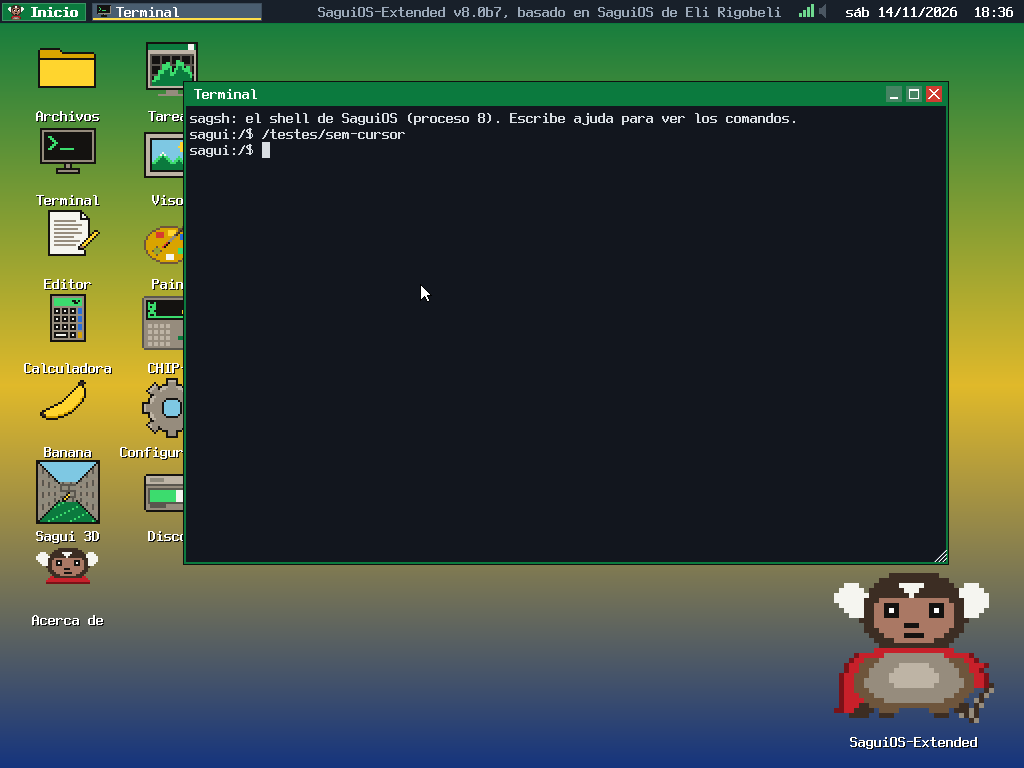 Inicio
Terminal
SaguiOS-Extended v8.0b7, basado en SaguiOS de Eli Rigobeli
sáb 14/11/2026 18:36
Archivos
Terminal
Editor
Calculadora
Banana
Sagui 3D
Acerca de
Terminal
sagsh: el shell de SaguiOS (proceso 8). Escribe ajuda para ver los comandos.
sagui:/$ /testes/sem-cursor
sagui:/$
SaguiOS-Extended